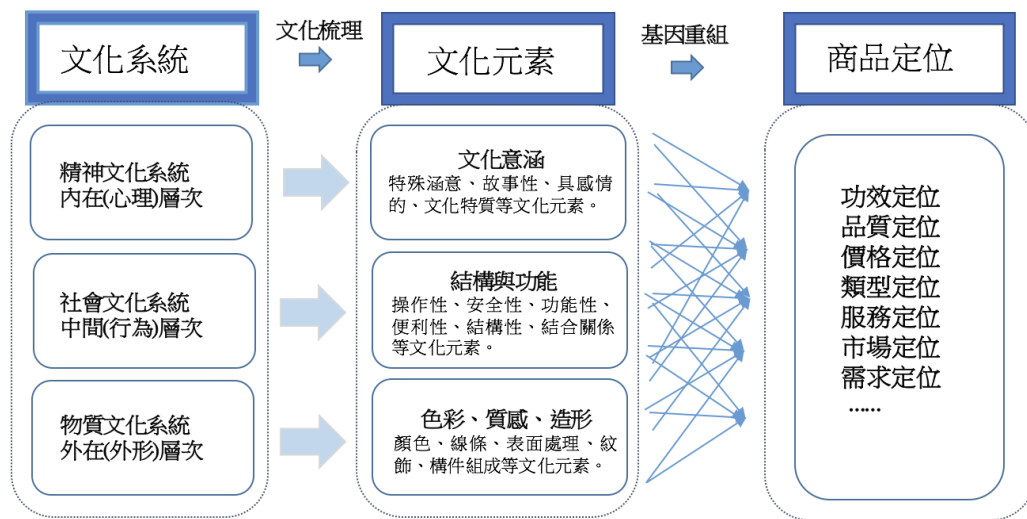 文化系統
文化梳理
文化元素
基因重組
商品定位
精神文化系統
內在(心理)層次
文化意涵
特殊涵意、故事性、具感情
的、文化特質等文化元素。
社會文化系統
中間(行為)層次
結構與功能
操作性、安全性、功能性、
便利性、結構性、結合關係
等文化元素。
物質文化系統
外在(外形)層次
色彩、質感、造形
顏色、線條、表面處理、紋
飾、構件組成等文化元素。
功效定位
品質定位
價格定位
類型定位
服務定位
市場定位
需求定位
……